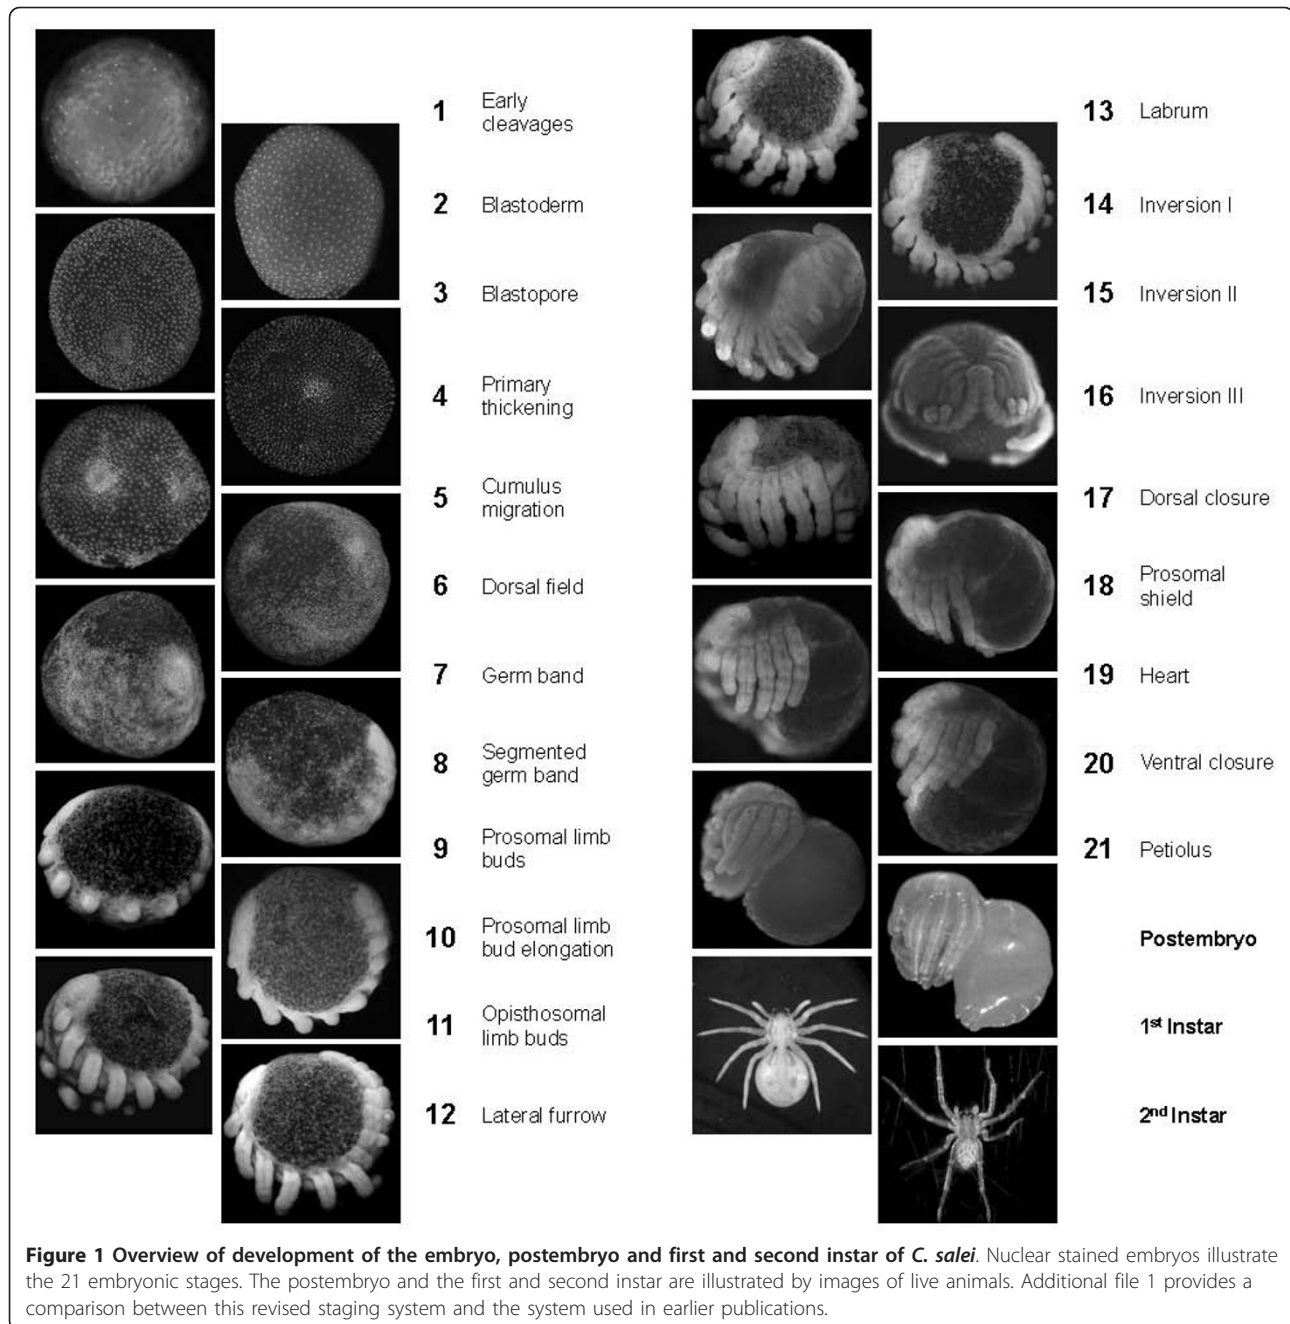 1 Early
cleavages
2 Blastoderm
3 Blastopore
4 Primary
thickening
5 Cumulus
migration
6 Dorsal field
7 Germ band
8 Segmented
germ band
9 Prosomal limb
buds
10 Prosomal limb
bud elongation
11 Opisthosomal
limb buds
12 Lateral furrow
13 Labrum
14 Inversion I
15 Inversion II
16 Inversion III
17 Dorsal closure
18 Prosomal
shield
19 Heart
20 Ventral closure
21 Petiolus
Postembryo
1st Instar
2nd Instar
Figure 1 Overview of development of the embryo, postembryo and first and second instar of C. salei. Nuclear stained embryos illustrate
the 21 embryonic stages. The postembryo and the first and second instar are illustrated by images of live animals. Additional file 1 provides a
comparison between this revised staging system and the system used in earlier publications.